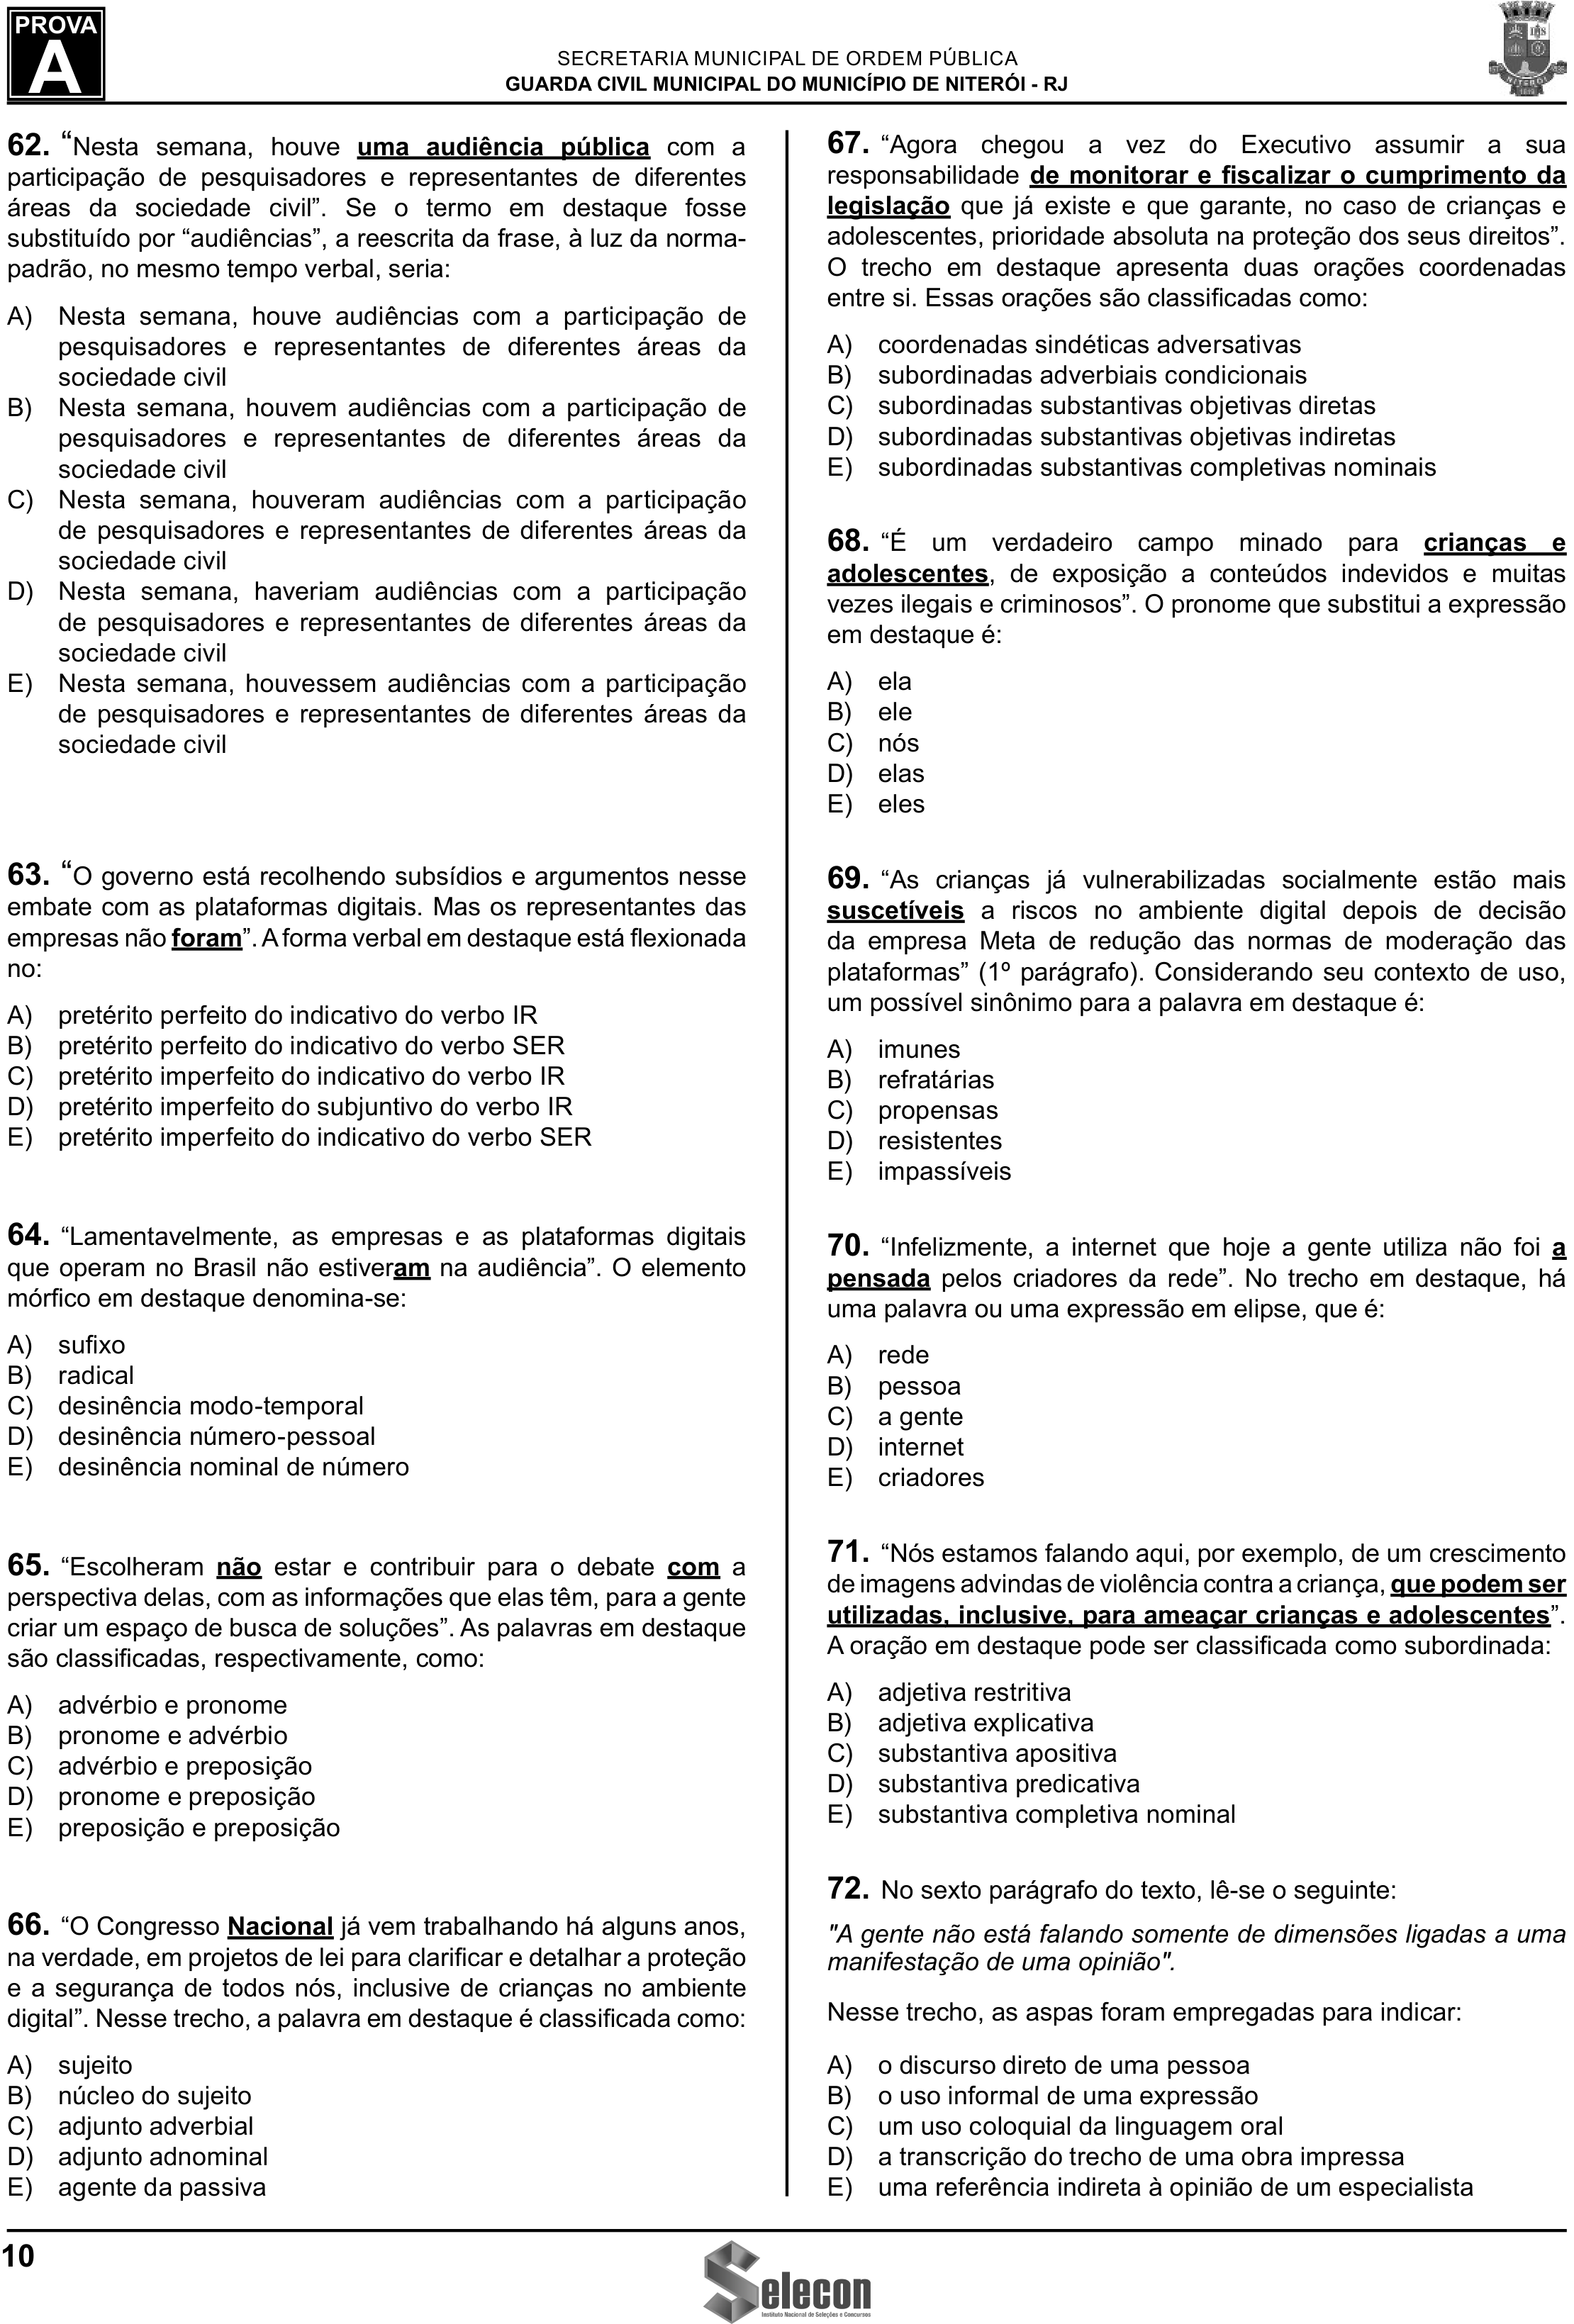 PROVA
A
SECRETARIA MUNICIPAL DE ORDEM PÚBLICA
GUARDA CIVIL MUNICIPAL DO MUNICÍPIO DE NITERÓI - RJ
NITERÓI
62. “Nesta semana, houve uma audiência pública com a
participação de pesquisadores e representantes de diferentes
áreas da sociedade civil”. Se o termo em destaque fosse
substituído por “audiências”, a reescrita da frase, à luz da norma-
padrão, no mesmo tempo verbal, seria:
A) Nesta semana, houve audiências com a participação de
pesquisadores e representantes de diferentes áreas da
sociedade civil
B) Nesta semana, houvem audiências com a participação de
pesquisadores e representantes de diferentes áreas da
sociedade civil
C) Nesta semana, houveram audiências com a participação
de pesquisadores e representantes de diferentes áreas da
sociedade civil
D) Nesta semana, haveriam audiências com a participação
de pesquisadores e representantes de diferentes áreas da
sociedade civil
E) Nesta semana, houvessem audiências com a participação
de pesquisadores e representantes de diferentes áreas da
sociedade civil
63. “O governo está recolhendo subsídios e argumentos nesse
embate com as plataformas digitais. Mas os representantes das
empresas não foram”. A forma verbal em destaque está flexionada
no:
A) pretérito perfeito do indicativo do verbo IR
B) pretérito perfeito do indicativo do verbo SER
C) pretérito imperfeito do indicativo do verbo IR
D) pretérito imperfeito do subjuntivo do verbo IR
E) pretérito imperfeito do indicativo do verbo SER
64. “Lamentavelmente, as empresas e as plataformas digitais
que operam no Brasil não estiveram na audiência”. O elemento
mórfico em destaque denomina-se:
A) sufixo
B) radical
C) desinência modo-temporal
D) desinência número-pessoal
E) desinência nominal de número
65. “Escolheram não estar e contribuir para o debate com a
perspectiva delas, com as informações que elas têm, para a gente
criar um espaço de busca de soluções”. As palavras em destaque
são classificadas, respectivamente, como:
A) advérbio e pronome
B) pronome e advérbio
C) advérbio e preposição
D) pronome e preposição
E) preposição e preposição
66. “O Congresso Nacional já vem trabalhando há alguns anos,
na verdade, em projetos de lei para clarificar e detalhar a proteção
e a segurança de todos nós, inclusive de crianças no ambiente
digital”. Nesse trecho, a palavra em destaque é classificada como:
A) sujeito
B) núcleo do sujeito
C) adjunto adverbial
D) adjunto adnominal
E) agente da passiva
67. “Agora chegou a vez do Executivo assumir a sua
responsabilidade de monitorar e fiscalizar o cumprimento da
legislação que já existe e que garante, no caso de crianças e
adolescentes, prioridade absoluta na proteção dos seus direitos”.
O trecho em destaque apresenta duas orações coordenadas
entre si. Essas orações são classificadas como:
A) coordenadas sindéticas adversativas
B) subordinadas adverbiais condicionais
C) subordinadas substantivas objetivas diretas
D) subordinadas substantivas objetivas indiretas
E) subordinadas substantivas completivas nominais
68. “É um verdadeiro campo minado para crianças e
adolescentes, de exposição a conteúdos indevidos e muitas
vezes ilegais e criminosos”. O pronome que substitui a expressão
em destaque é:
A) ela
B) ele
C) nós
D) elas
E) eles
69. “As crianças já vulnerabilizadas socialmente estão mais
suscetíveis a riscos no ambiente digital depois de decisão
da empresa Meta de redução das normas de moderação das
plataformas” (1º parágrafo). Considerando seu contexto de uso,
um possível sinônimo para a palavra em destaque é:
A) imunes
B) refratárias
C) propensas
D) resistentes
E) impassíveis
70. “Infelizmente, a internet que hoje a gente utiliza não foi a
pensada pelos criadores da rede”. No trecho em destaque, há
uma palavra ou uma expressão em elipse, que é:
A) rede
B) pessoa
C) a gente
D) internet
E) criadores
71. “Nós estamos falando aqui, por exemplo, de um crescimento
de imagens advindas de violência contra a criança, que podem ser
utilizadas, inclusive, para ameaçar crianças e adolescentes”.
A oração em destaque pode ser classificada como subordinada:
A) adjetiva restritiva
B) adjetiva explicativa
C) substantiva apositiva
D) substantiva predicativa
E) substantiva completiva nominal
72. No sexto parágrafo do texto, lê-se o seguinte:
"A gente não está falando somente de dimensões ligadas a uma
manifestação de uma opinião".
Nesse trecho, as aspas foram empregadas para indicar:
A) o discurso direto de uma pessoa
B) o uso informal de uma expressão
C) um uso coloquial da linguagem oral
D) a transcrição do trecho de uma obra impressa
E) uma referência indireta à opinião de um especialista
10
Selecon
Instituto Nacional de Seleções e Concursos